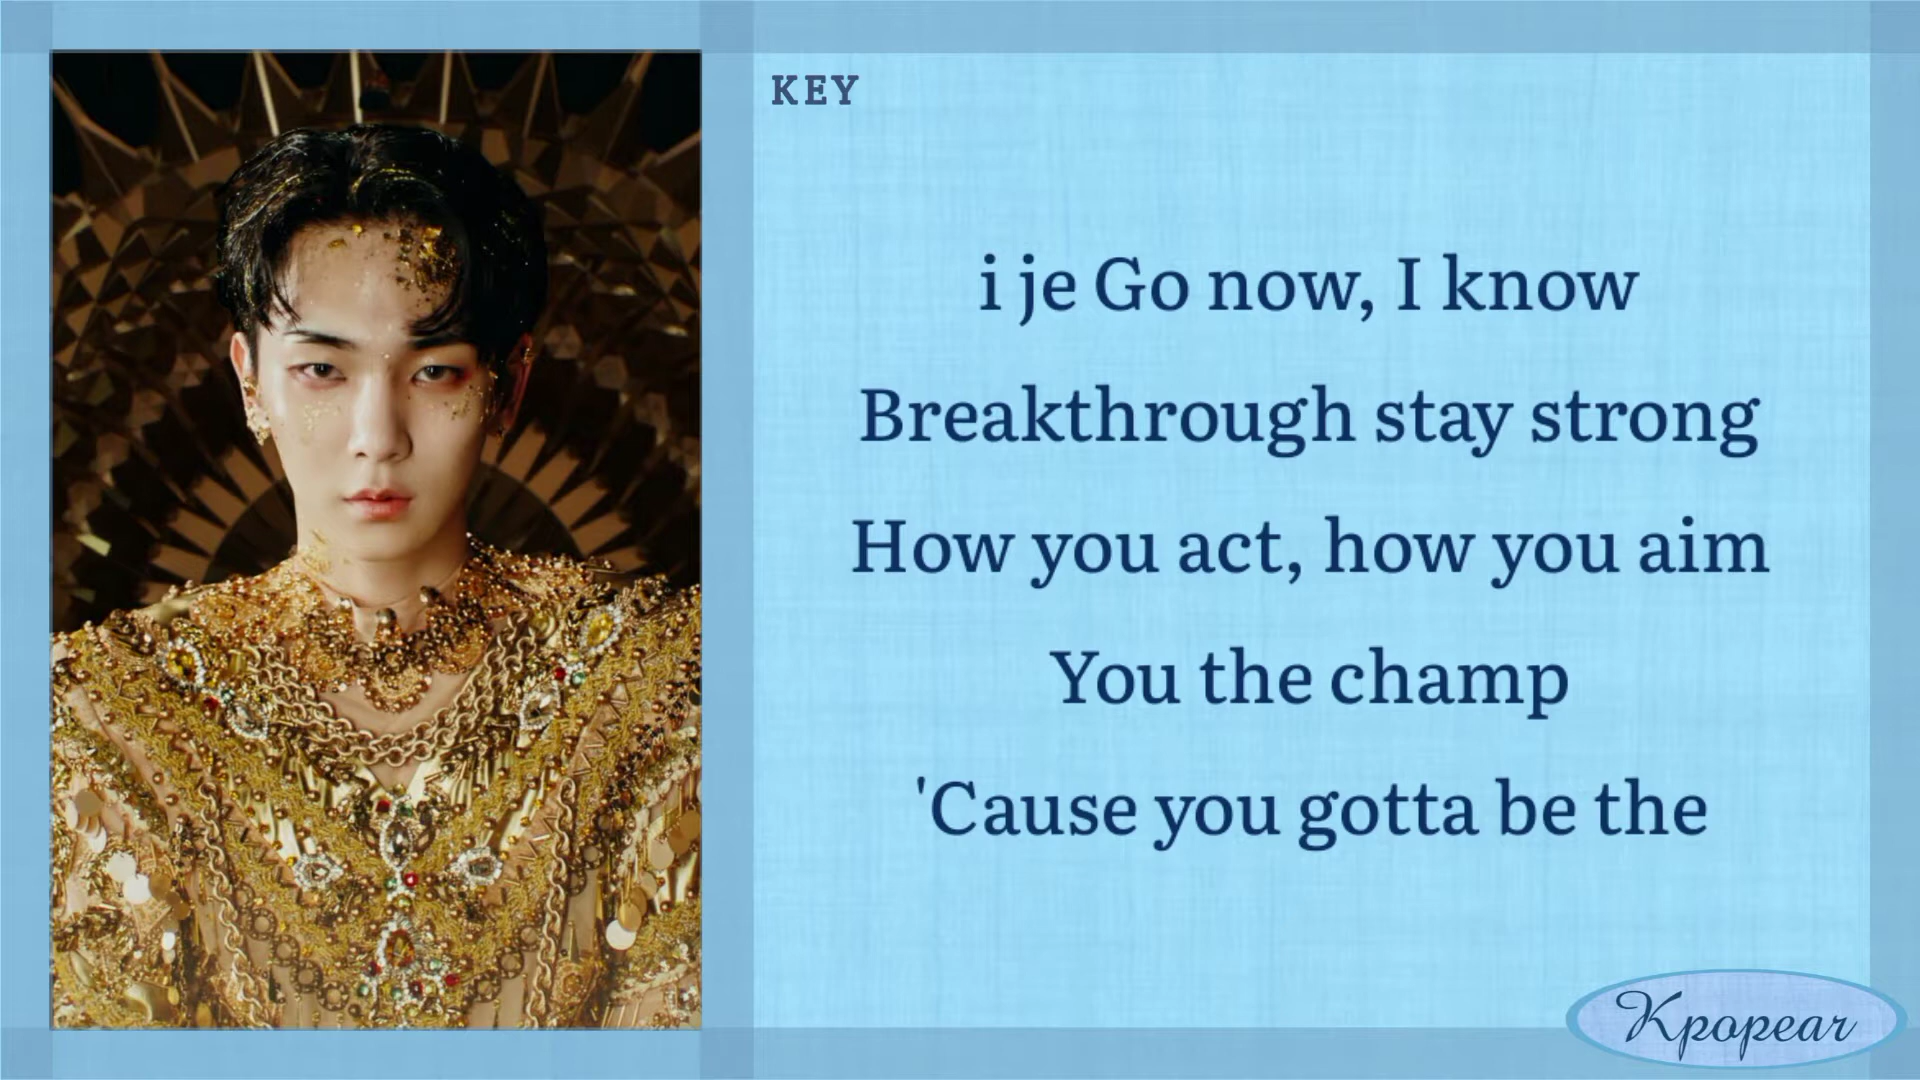 KEY
i je Go now, I know
Breakthrough stay strong
How you act, how you aim
You the champ
'Cause you gotta be the
Kpopear